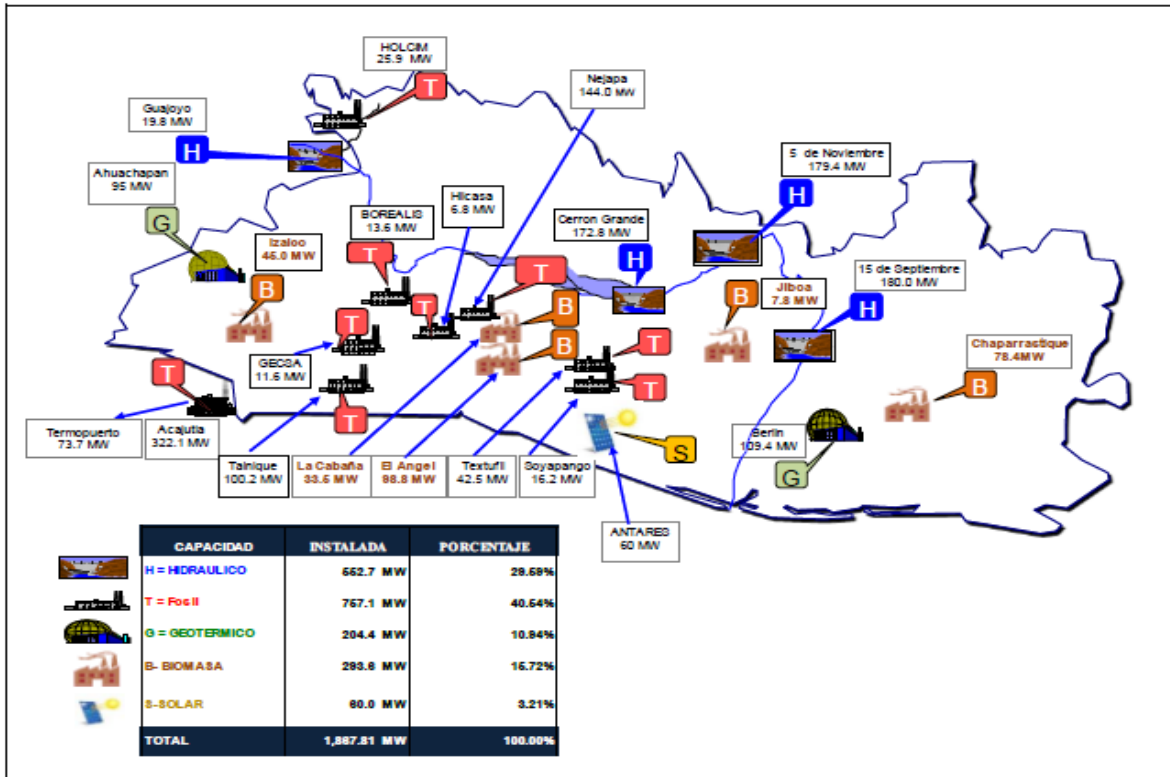 HOLCIM
25.9 MW
T
Nejapa
144.0 MW
Guajoyo
19.8 MW
H
5 de Noviembre
179.4 MW
H
Ahuachapan
95 MW
G
Hilcasa
6.8 MW
BOREALIS
13.6 MW
T
Cerron Grande
172.8 MW
H
Izalco
45.0 MW
B
T
15 de Septiembre
180.0 MW
H
Jiboa
7.8 MW
B
T
B
T
B
T
GECSA
11.6 MW
T
T
Chaparrastique
78.4MW
B
T
Termopuerto
73.7 MW
Acajutla
322.1 MW
Talnique
100.2 MW
La Cabaña
33.5 MW
El Angel
98.8 MW
Textufil
42.5 MW
Soyapango
16.2 MW
S
Berlin
109.4 MW
G
ANTARES
60 MW
CAPACIDAD INSTALADA PORCENTAJE
H = HIDRAULICO 552.7 MW 29.59%
T = Fosil 757.1 MW 40.54%
G = GEOTERMICO 204.4 MW 10.94%
B- BIOMASA 293.6 MW 15.72%
S-SOLAR 60.0 MW 3.21%
TOTAL 1,867.81 MW 100.00%